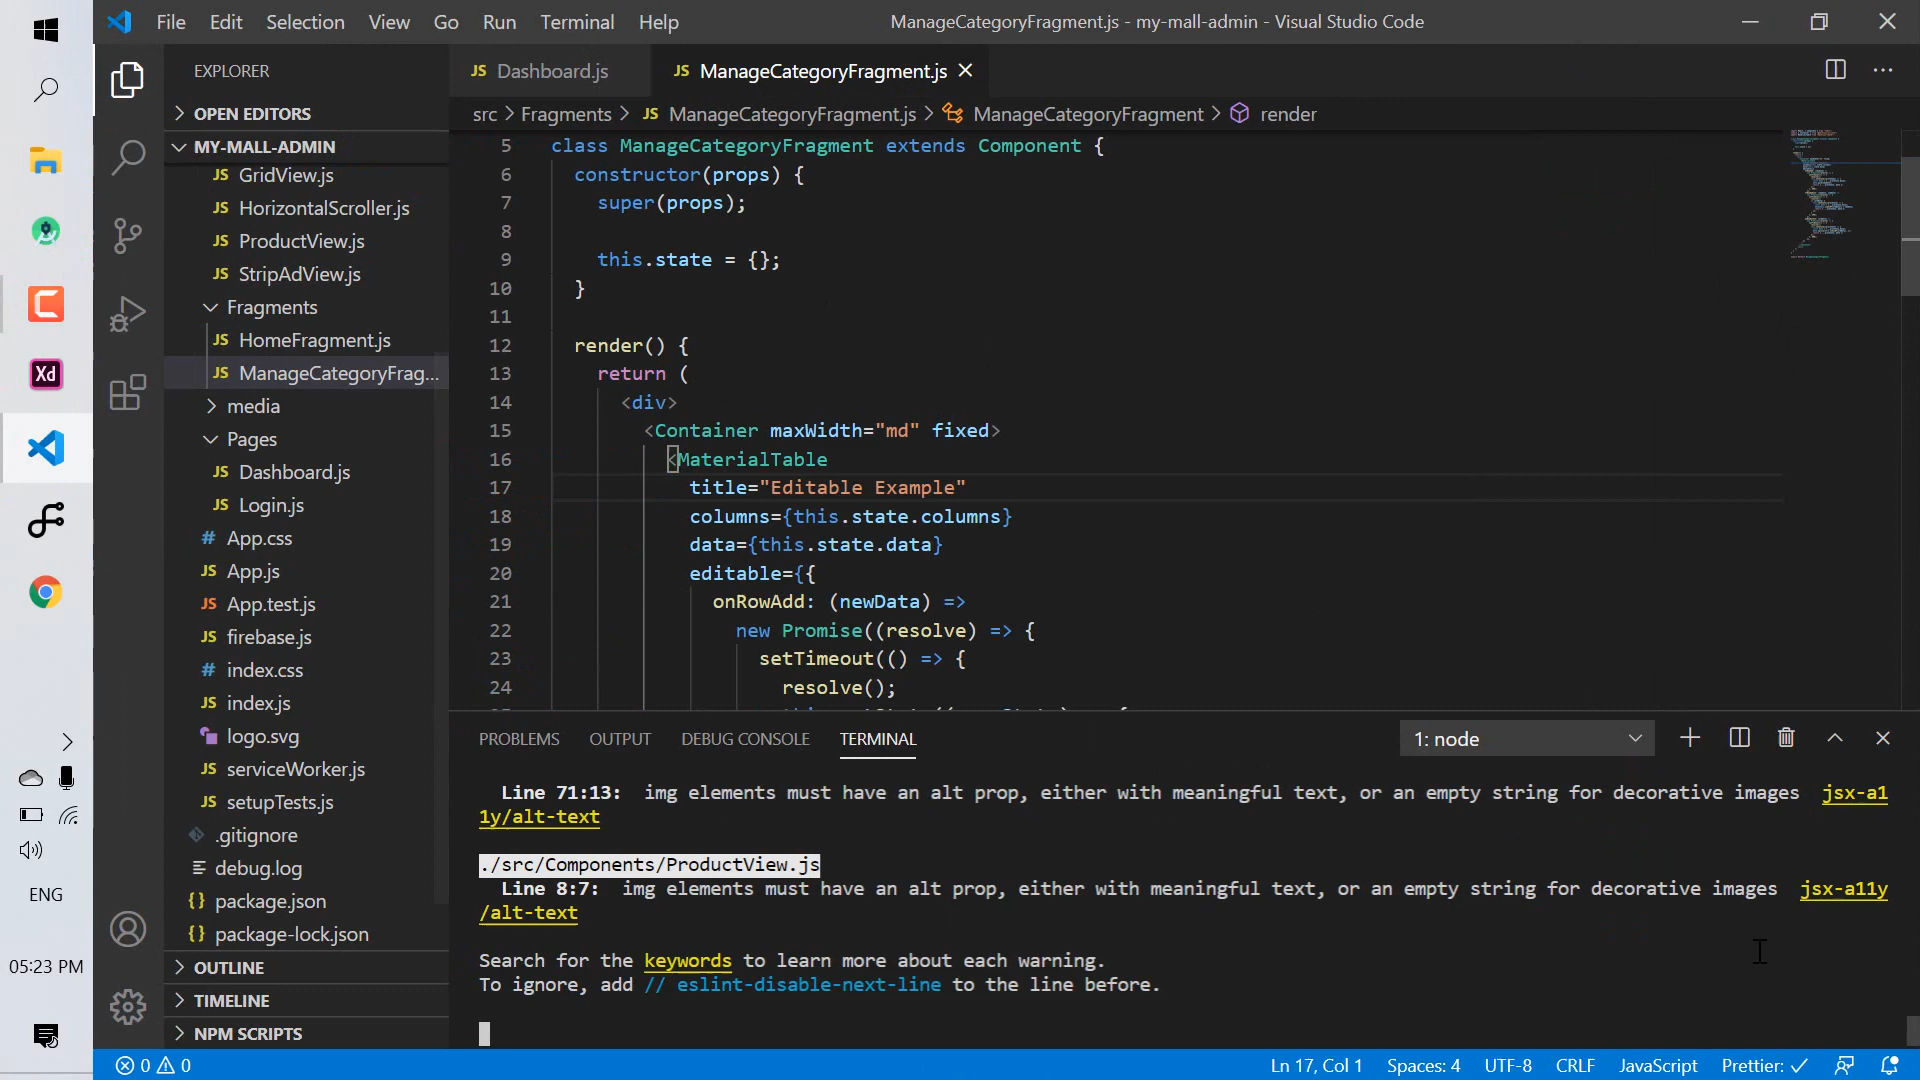 File Edit Selection View Go Run Terminal Help
ManageCategoryFragment.js - my-mall-admin - Visual Studio Code
EXPLORER
OPEN EDITORS
MY-MALL-ADMIN
JS GridView.js
JS HorizontalScroller.js
JS ProductView.js
JS StripAdView.js
Fragments
JS HomeFragment.js
JS ManageCategoryFrag...
media
Pages
JS Dashboard.js
JS Login.js
# App.css
JS App.js
JS App.test.js
JS firebase.js
# index.css
JS index.js
logo.svg
JS serviceWorker.js
JS setupTests.js
.gitignore
debug.log
{} package.json
{} package-lock.json
OUTLINE
TIMELINE
NPM SCRIPTS
Xd
ENG
05:23 PM
JS Dashboard.js
JS ManageCategoryFragment.js
src > Fragments > JS ManageCategoryFragment.js > ManageCategoryFragment > render
5 class ManageCategoryFragment extends Component {
6 constructor(props) {
7 super(props);
8
9 this.state = {};
10 }
11
12 render() {
13 return (
14 <div>
15 <Container maxWidth="md" fixed>
16 <MaterialTable
17 title="Editable Example"
18 columns={this.state.columns}
19 data={this.state.data}
20 editable={{
21 onRowAdd: (newData) =>
22 new Promise((resolve) => {
23 setTimeout(() => {
24 resolve();
PROBLEMS OUTPUT DEBUG CONSOLE TERMINAL
1: node
Line 71:13: img elements must have an alt prop, either with meaningful text, or an empty string for decorative images jsx-a1
1y/alt-text
./src/Components/ProductView.js
Line 8:7: img elements must have an alt prop, either with meaningful text, or an empty string for decorative images jsx-a11y
/alt-text
Search for the keywords to learn more about each warning.
To ignore, add // eslint-disable-next-line to the line before.
0 0
Ln 17, Col 1 Spaces: 4 UTF-8 CRLF JavaScript Prettier: ✓